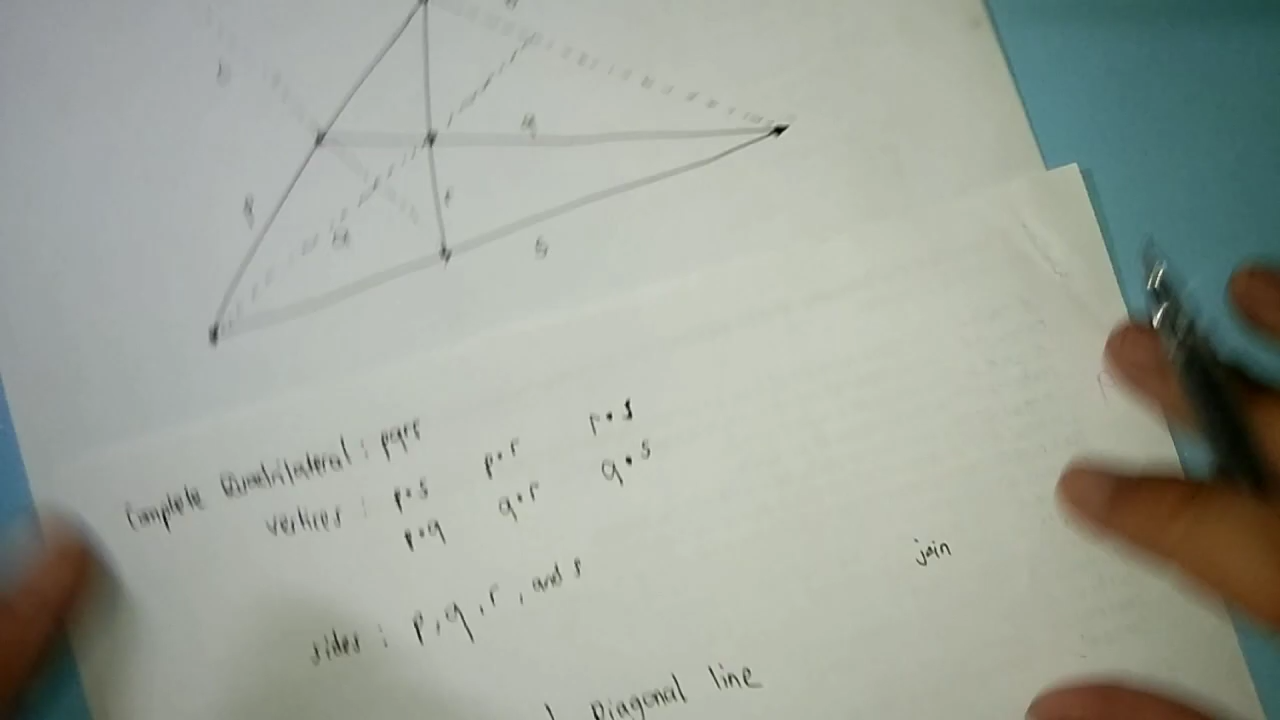 Complete Quadrilateral : pqrs
vertices : p•s p•r r•s
p•q q•r q•s
sides : p, q, r, and s
join
Diagonal line